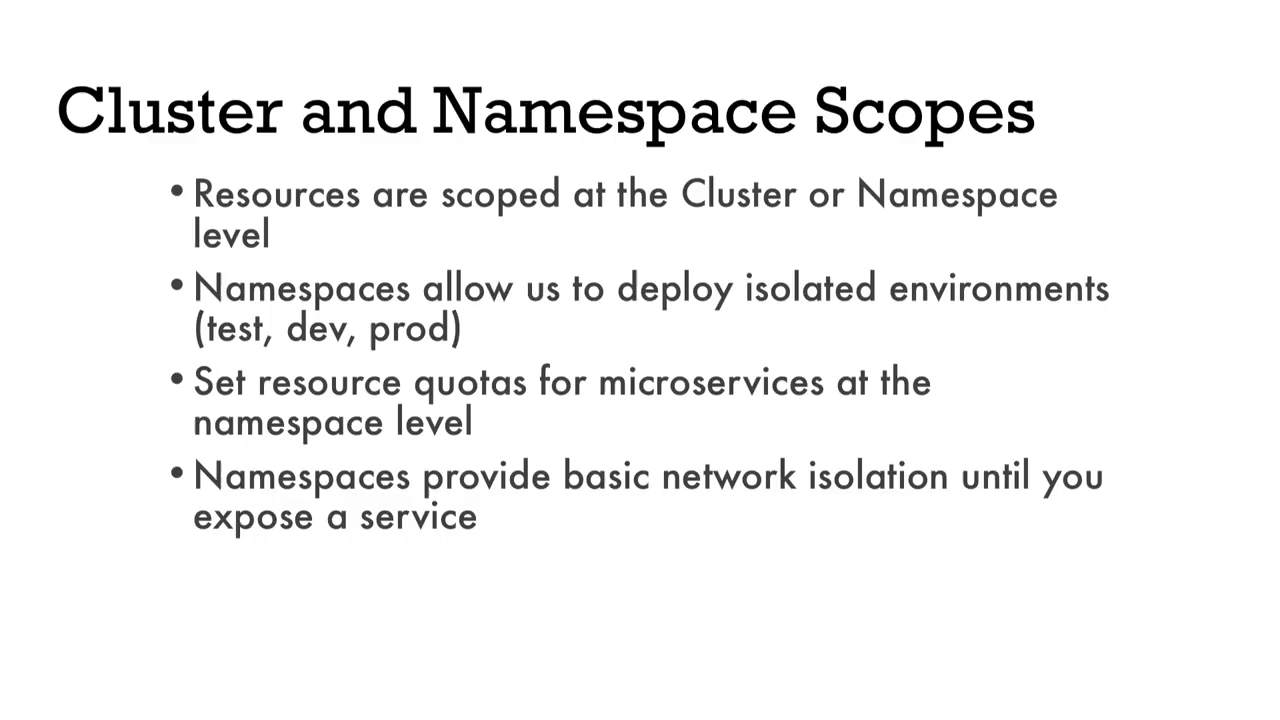 Cluster and Namespace Scopes
• Resources are scoped at the Cluster or Namespace
level
• Namespaces allow us to deploy isolated environments
(test, dev, prod)
• Set resource quotas for microservices at the
namespace level
• Namespaces provide basic network isolation until you
expose a service